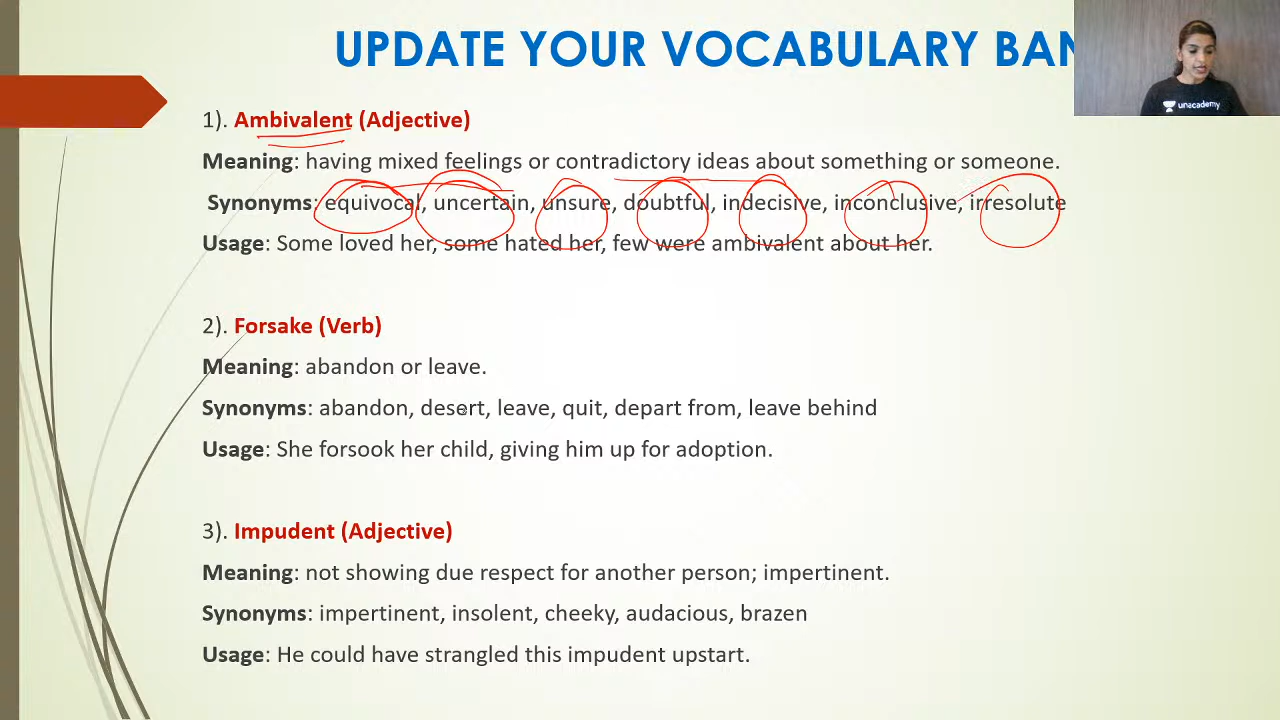 UPDATE YOUR VOCABULARY BAN
unacademy
1). Ambivalent (Adjective)
Meaning: having mixed feelings or contradictory ideas about something or someone.
Synonyms: equivocal, uncertain, unsure, doubtful, indecisive, inconclusive, irresolute
Usage: Some loved her, some hated her, few were ambivalent about her.
2). Forsake (Verb)
Meaning: abandon or leave.
Synonyms: abandon, desert, leave, quit, depart from, leave behind
Usage: She forsook her child, giving him up for adoption.
3). Impudent (Adjective)
Meaning: not showing due respect for another person; impertinent.
Synonyms: impertinent, insolent, cheeky, audacious, brazen
Usage: He could have strangled this impudent upstart.